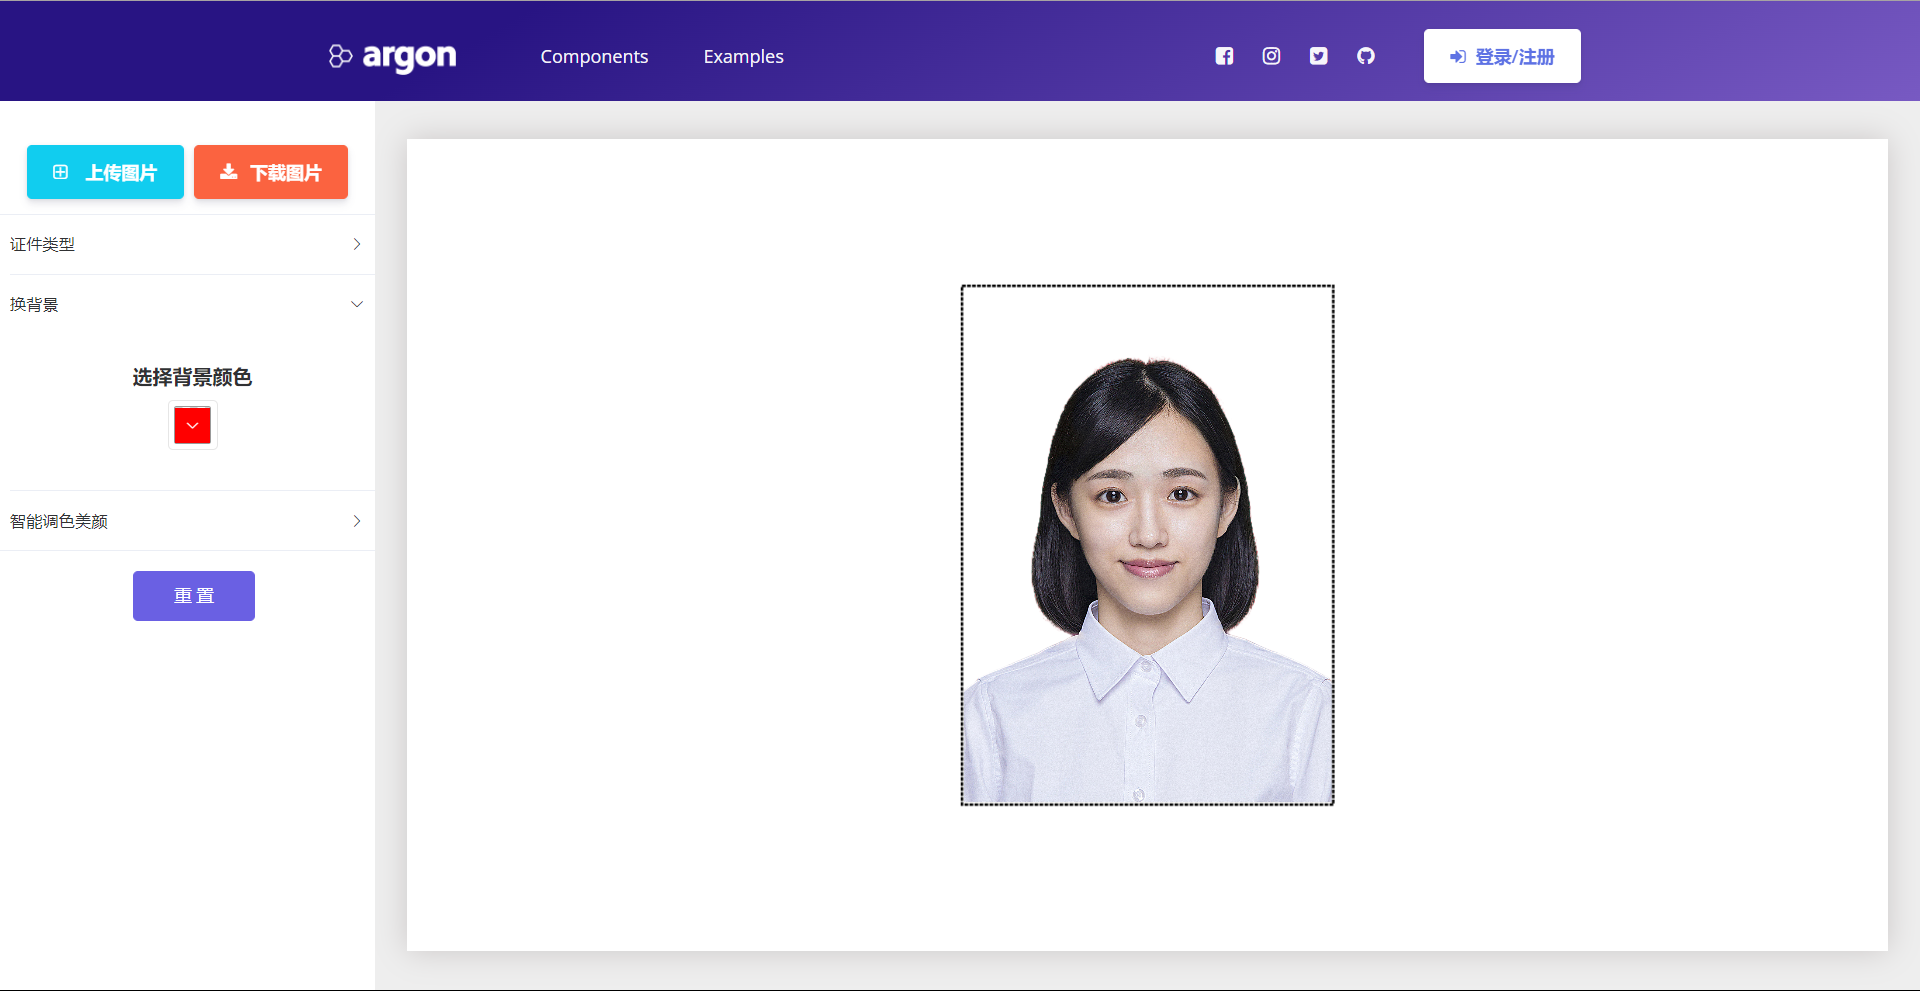 argon
Components
Examples
登录/注册
上传图片
下载图片
证件类型
换背景
选择背景颜色
智能调色美颜
重置